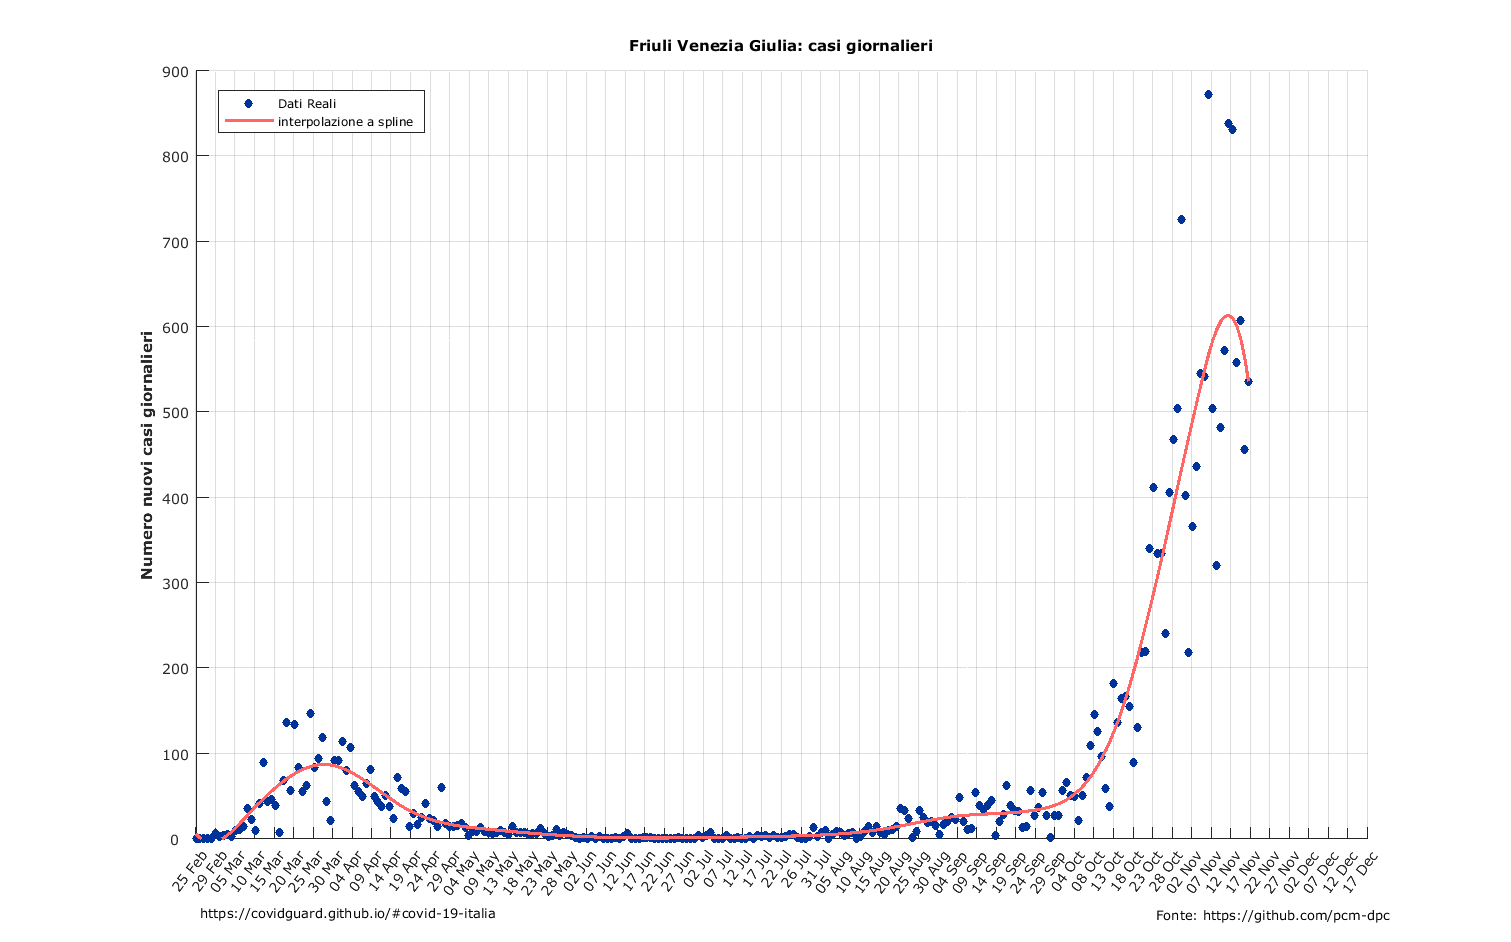 Friuli Venezia Giulia: casi giornalieri
900
800
700
600
500
400
300
200
100
0
Dati Reali
interpolazione a spline
Numero nuovi casi giornalieri
25 Feb
29 Feb
05 Mar
10 Mar
15 Mar
20 Mar
25 Mar
30 Mar
04 Apr
09 Apr
14 Apr
19 Apr
24 Apr
29 Apr
04 May
09 May
13 May
18 May
23 May
28 May
02 Jun
07 Jun
12 Jun
17 Jun
22 Jun
27 Jun
02 Jul
07 Jul
12 Jul
17 Jul
22 Jul
26 Jul
31 Jul
05 Aug
10 Aug
15 Aug
20 Aug
25 Aug
30 Aug
04 Sep
09 Sep
14 Sep
19 Sep
24 Sep
29 Sep
04 Oct
08 Oct
13 Oct
18 Oct
23 Oct
28 Oct
02 Nov
07 Nov
12 Nov
17 Nov
22 Nov
27 Nov
02 Dec
07 Dec
12 Dec
17 Dec
https://covidguard.github.io/#covid-19-italia
Fonte: https://github.com/pcm-dpc